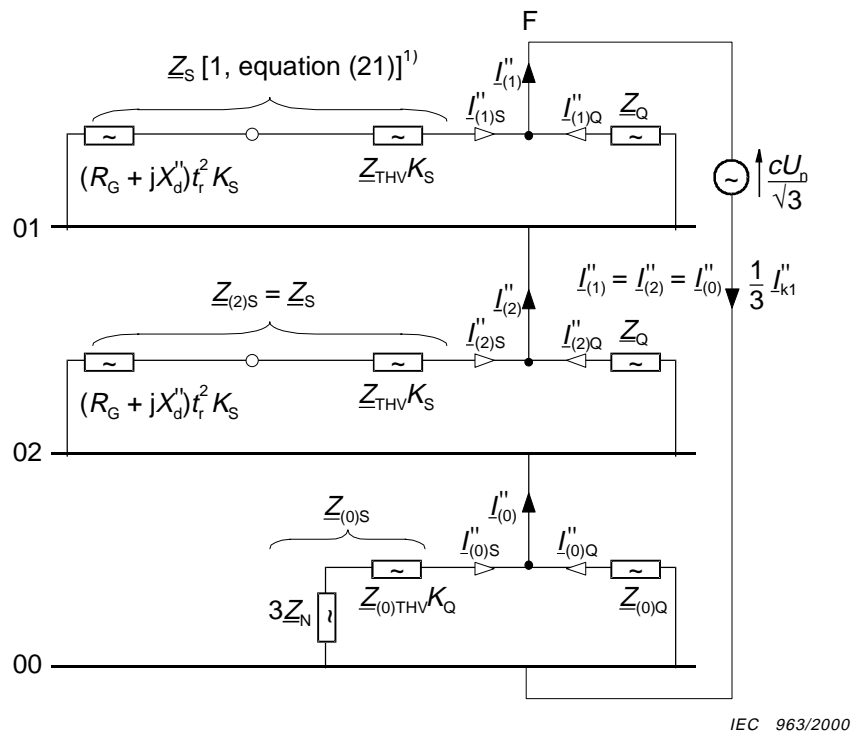 F
Z_S [1, equation (21)]^1)
I''_(1)
I''_(1)S
I''_(1)Q
Z_Q
(R_G + jX''_d)t_r^2 K_S
Z_THV K_S
cU_n
√3
01
Z_(2)S = Z_S
I''_(2)
I''_(1) = I''_(2) = I''_(0)
1
3
I''_k1
I''_(2)S
I''_(2)Q
Z_Q
(R_G + jX''_d)t_r^2 K_S
Z_THV K_S
02
Z_(0)S
I''_(0)
I''_(0)S
I''_(0)Q
3Z_N
Z_(0)THV K_Q
Z_(0)Q
00
IEC 963/2000